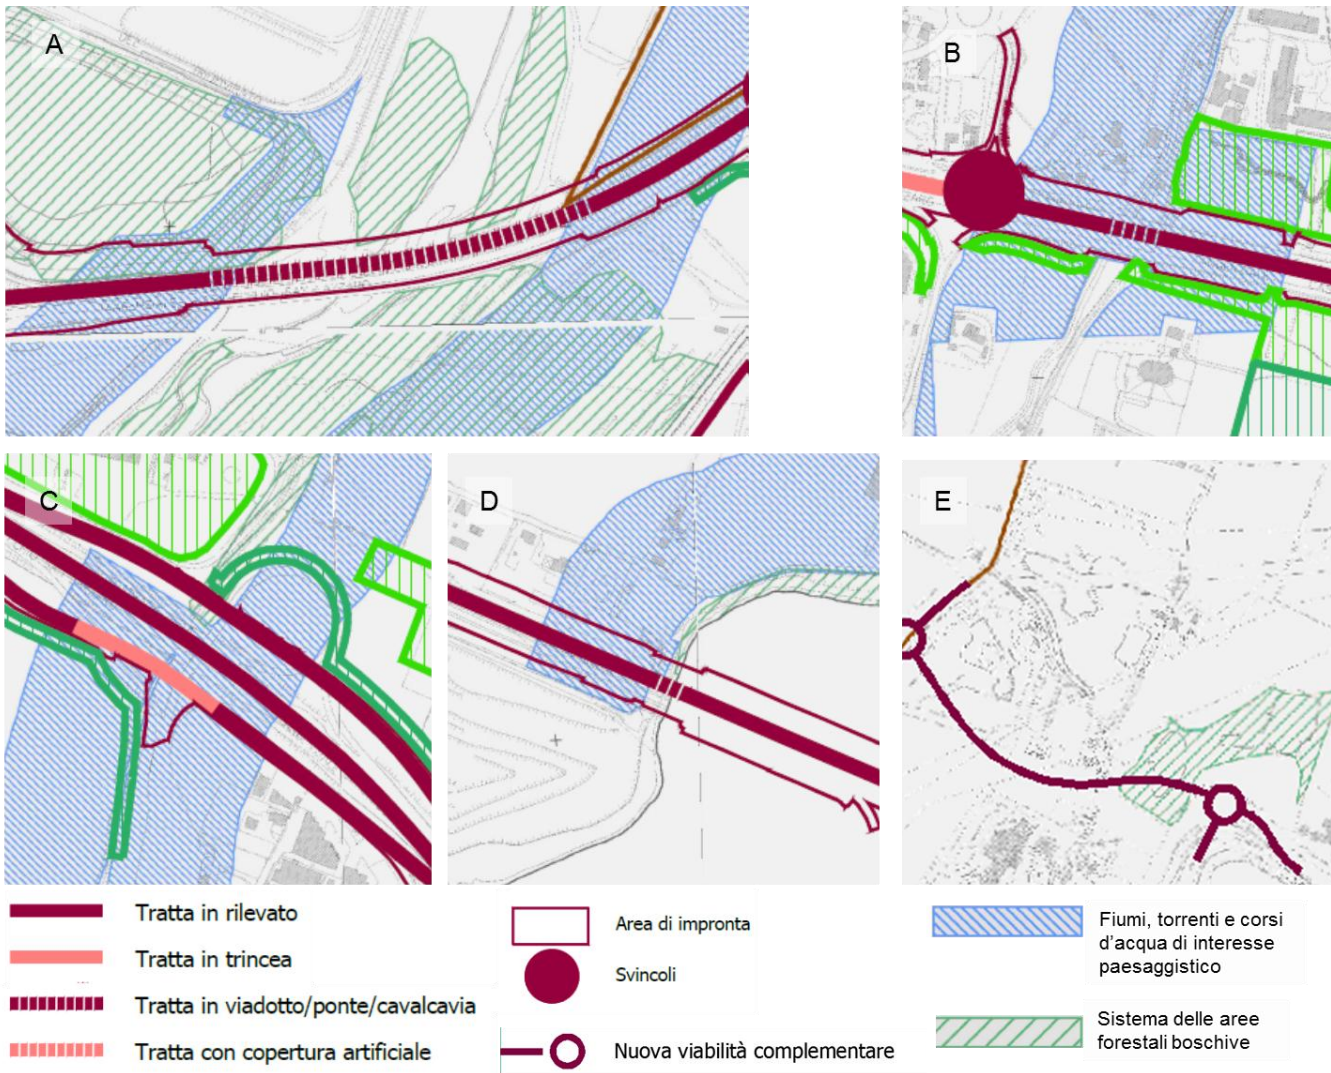 A
B
C
D
E
Tratta in rilevato
Tratta in trincea
Tratta in viadotto/ponte/cavalcavia
Tratta con copertura artificiale
Area di impronta
Svincoli
Nuova viabilità complementare
Fiumi, torrenti e corsi
d'acqua di interesse
paesaggistico
Sistema delle aree
forestali boschive